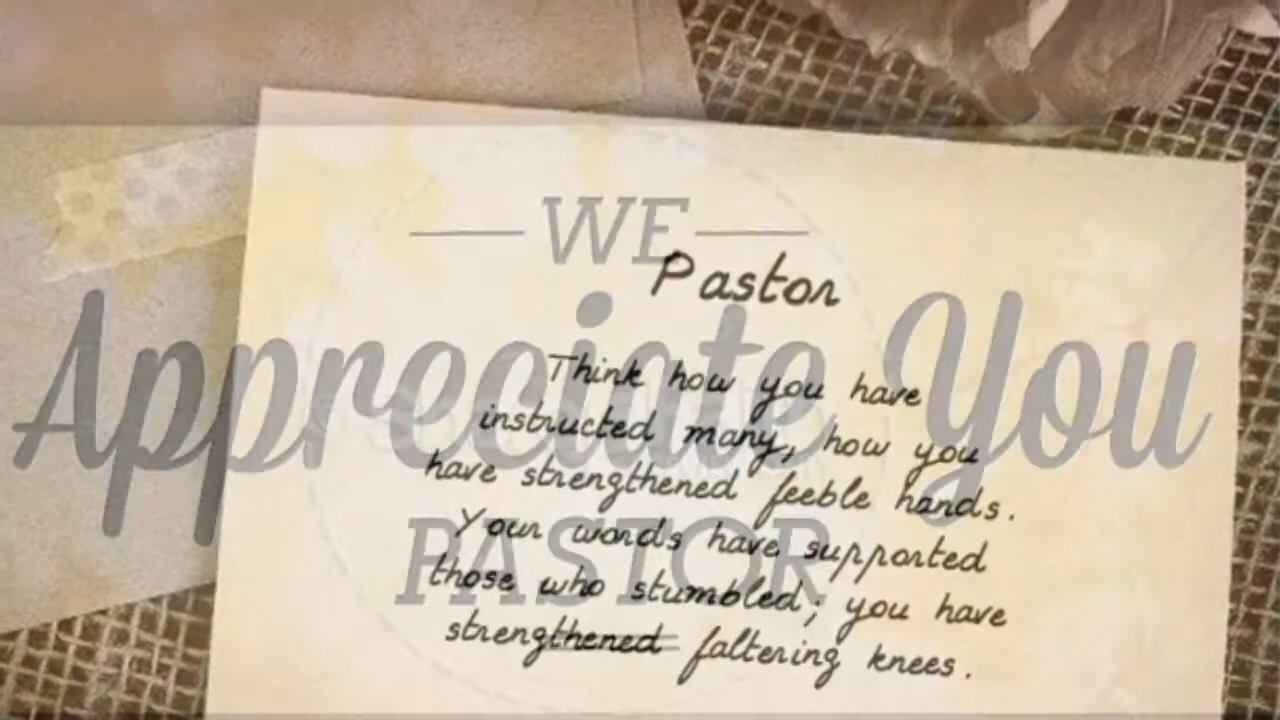 WE
Pastor
Appreciate You
Think how you have
instructed many, how you
have strengthened feeble hands.
PASTOR
Your words have supported
those who stumbled; you have
strengthened faltering knees.